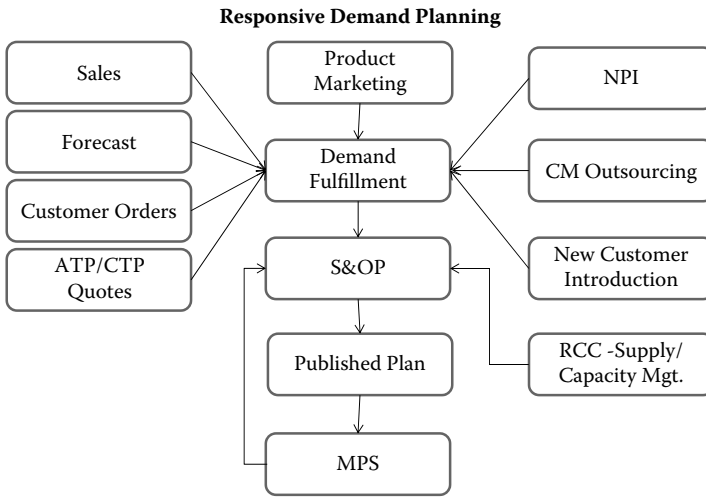 Responsive Demand Planning
Sales
Product
Marketing
NPI
Forecast
Demand
Fulfillment
CM Outsourcing
Customer Orders
ATP/CTP
Quotes
S&OP
New Customer
Introduction
Published Plan
RCC -Supply/
Capacity Mgt.
MPS